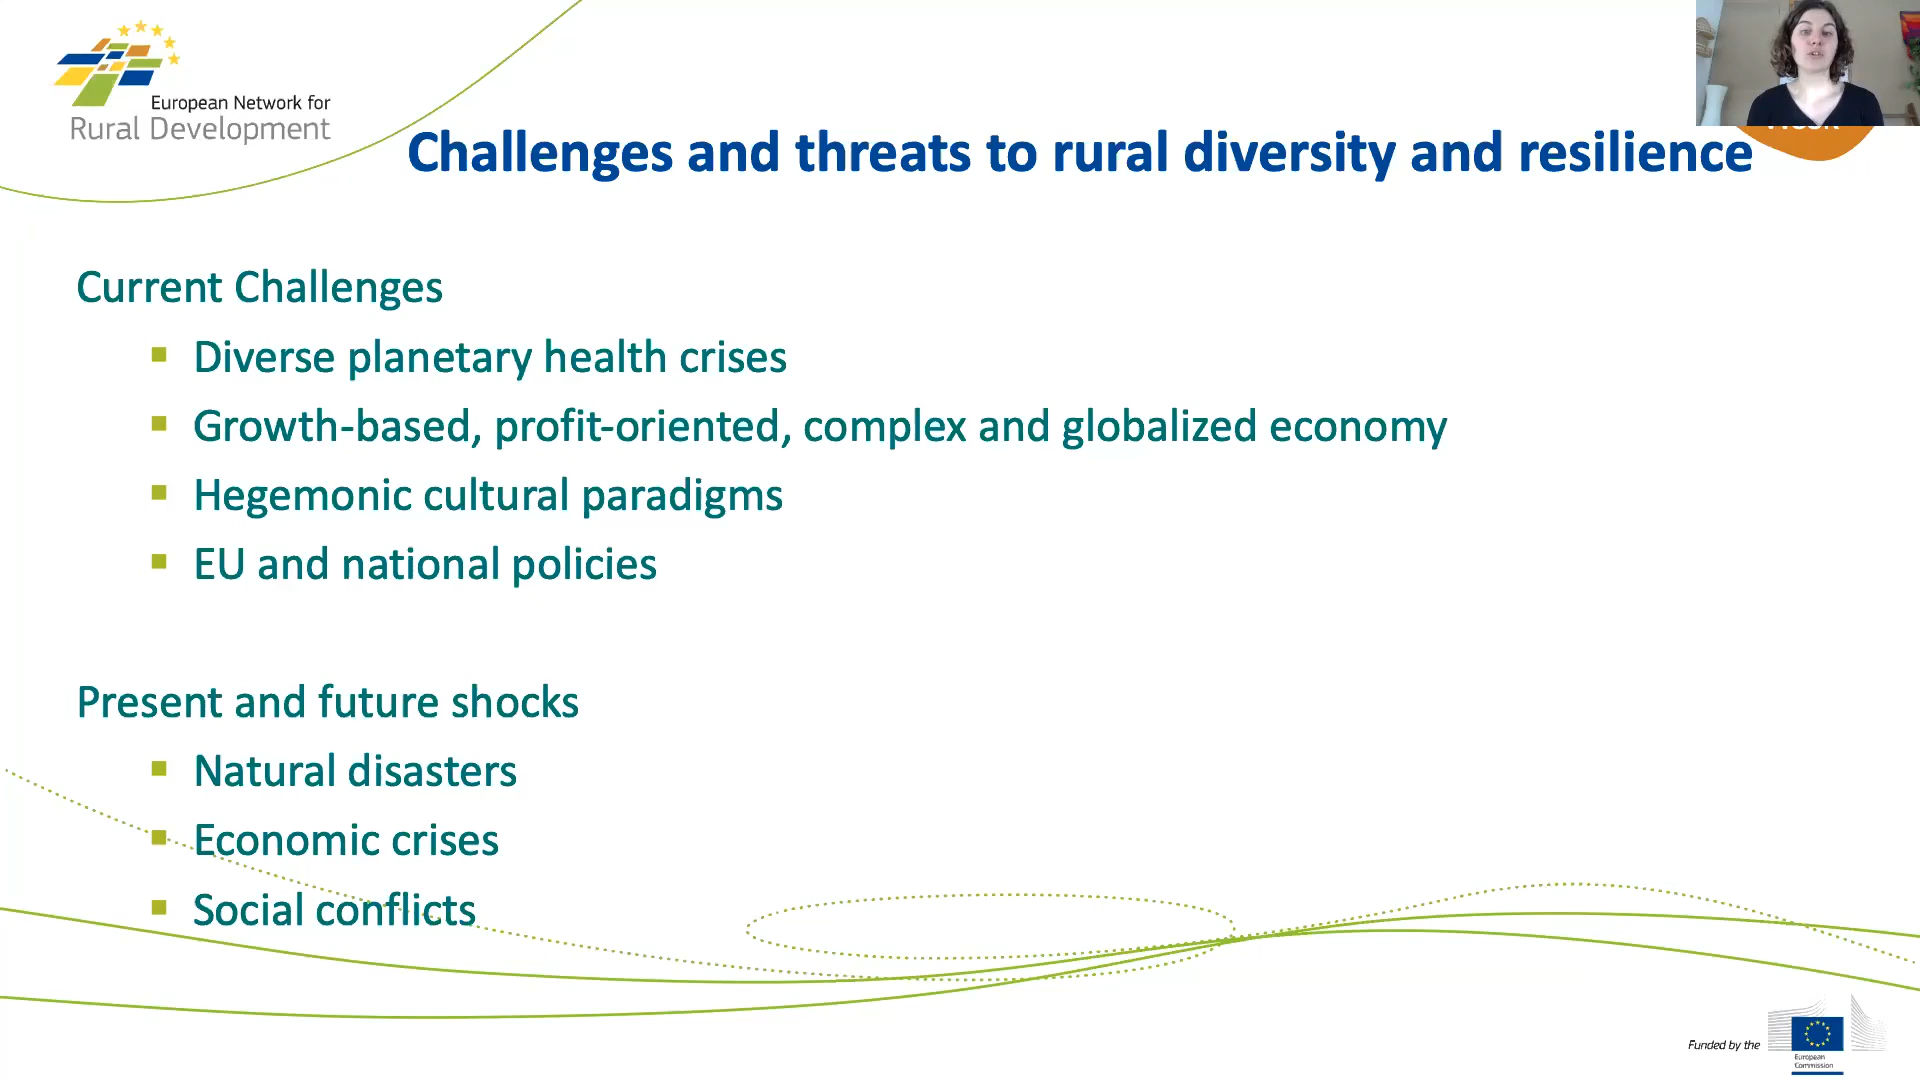 European Network for
Rural Development
Challenges and threats to rural diversity and resilience
Current Challenges
Diverse planetary health crises
Growth-based, profit-oriented, complex and globalized economy
Hegemonic cultural paradigms
EU and national policies
Present and future shocks
Natural disasters
Economic crises
Social conflicts
Funded by the
European
Commission